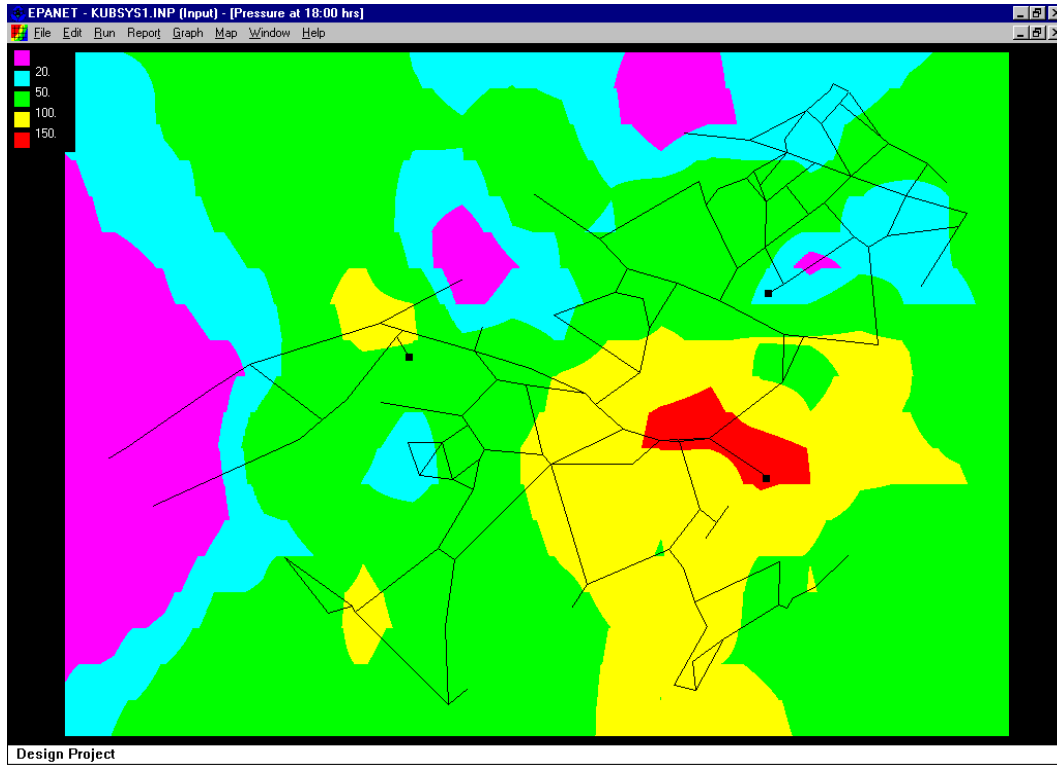 EPANET - KUBSYS1.INP (Input) - [Pressure at 18:00 hrs]
File Edit Run Report Graph Map Window Help
20.
50.
100.
150.
Design Project